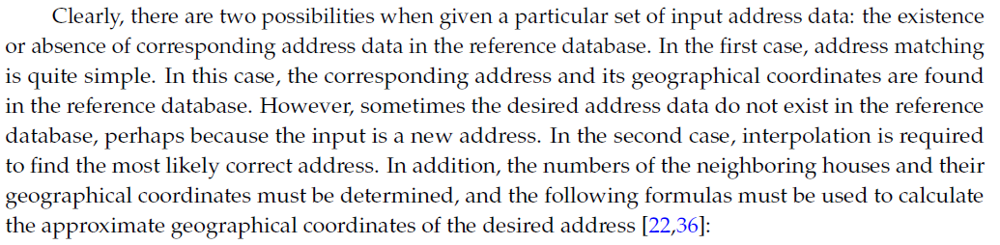 Clearly, there are two possibilities when given a particular set of input address data: the existence
or absence of corresponding address data in the reference database. In the first case, address matching
is quite simple. In this case, the corresponding address and its geographical coordinates are found
in the reference database. However, sometimes the desired address data do not exist in the reference
database, perhaps because the input is a new address. In the second case, interpolation is required
to find the most likely correct address. In addition, the numbers of the neighboring houses and their
geographical coordinates must be determined, and the following formulas must be used to calculate
the approximate geographical coordinates of the desired address [22,36]: